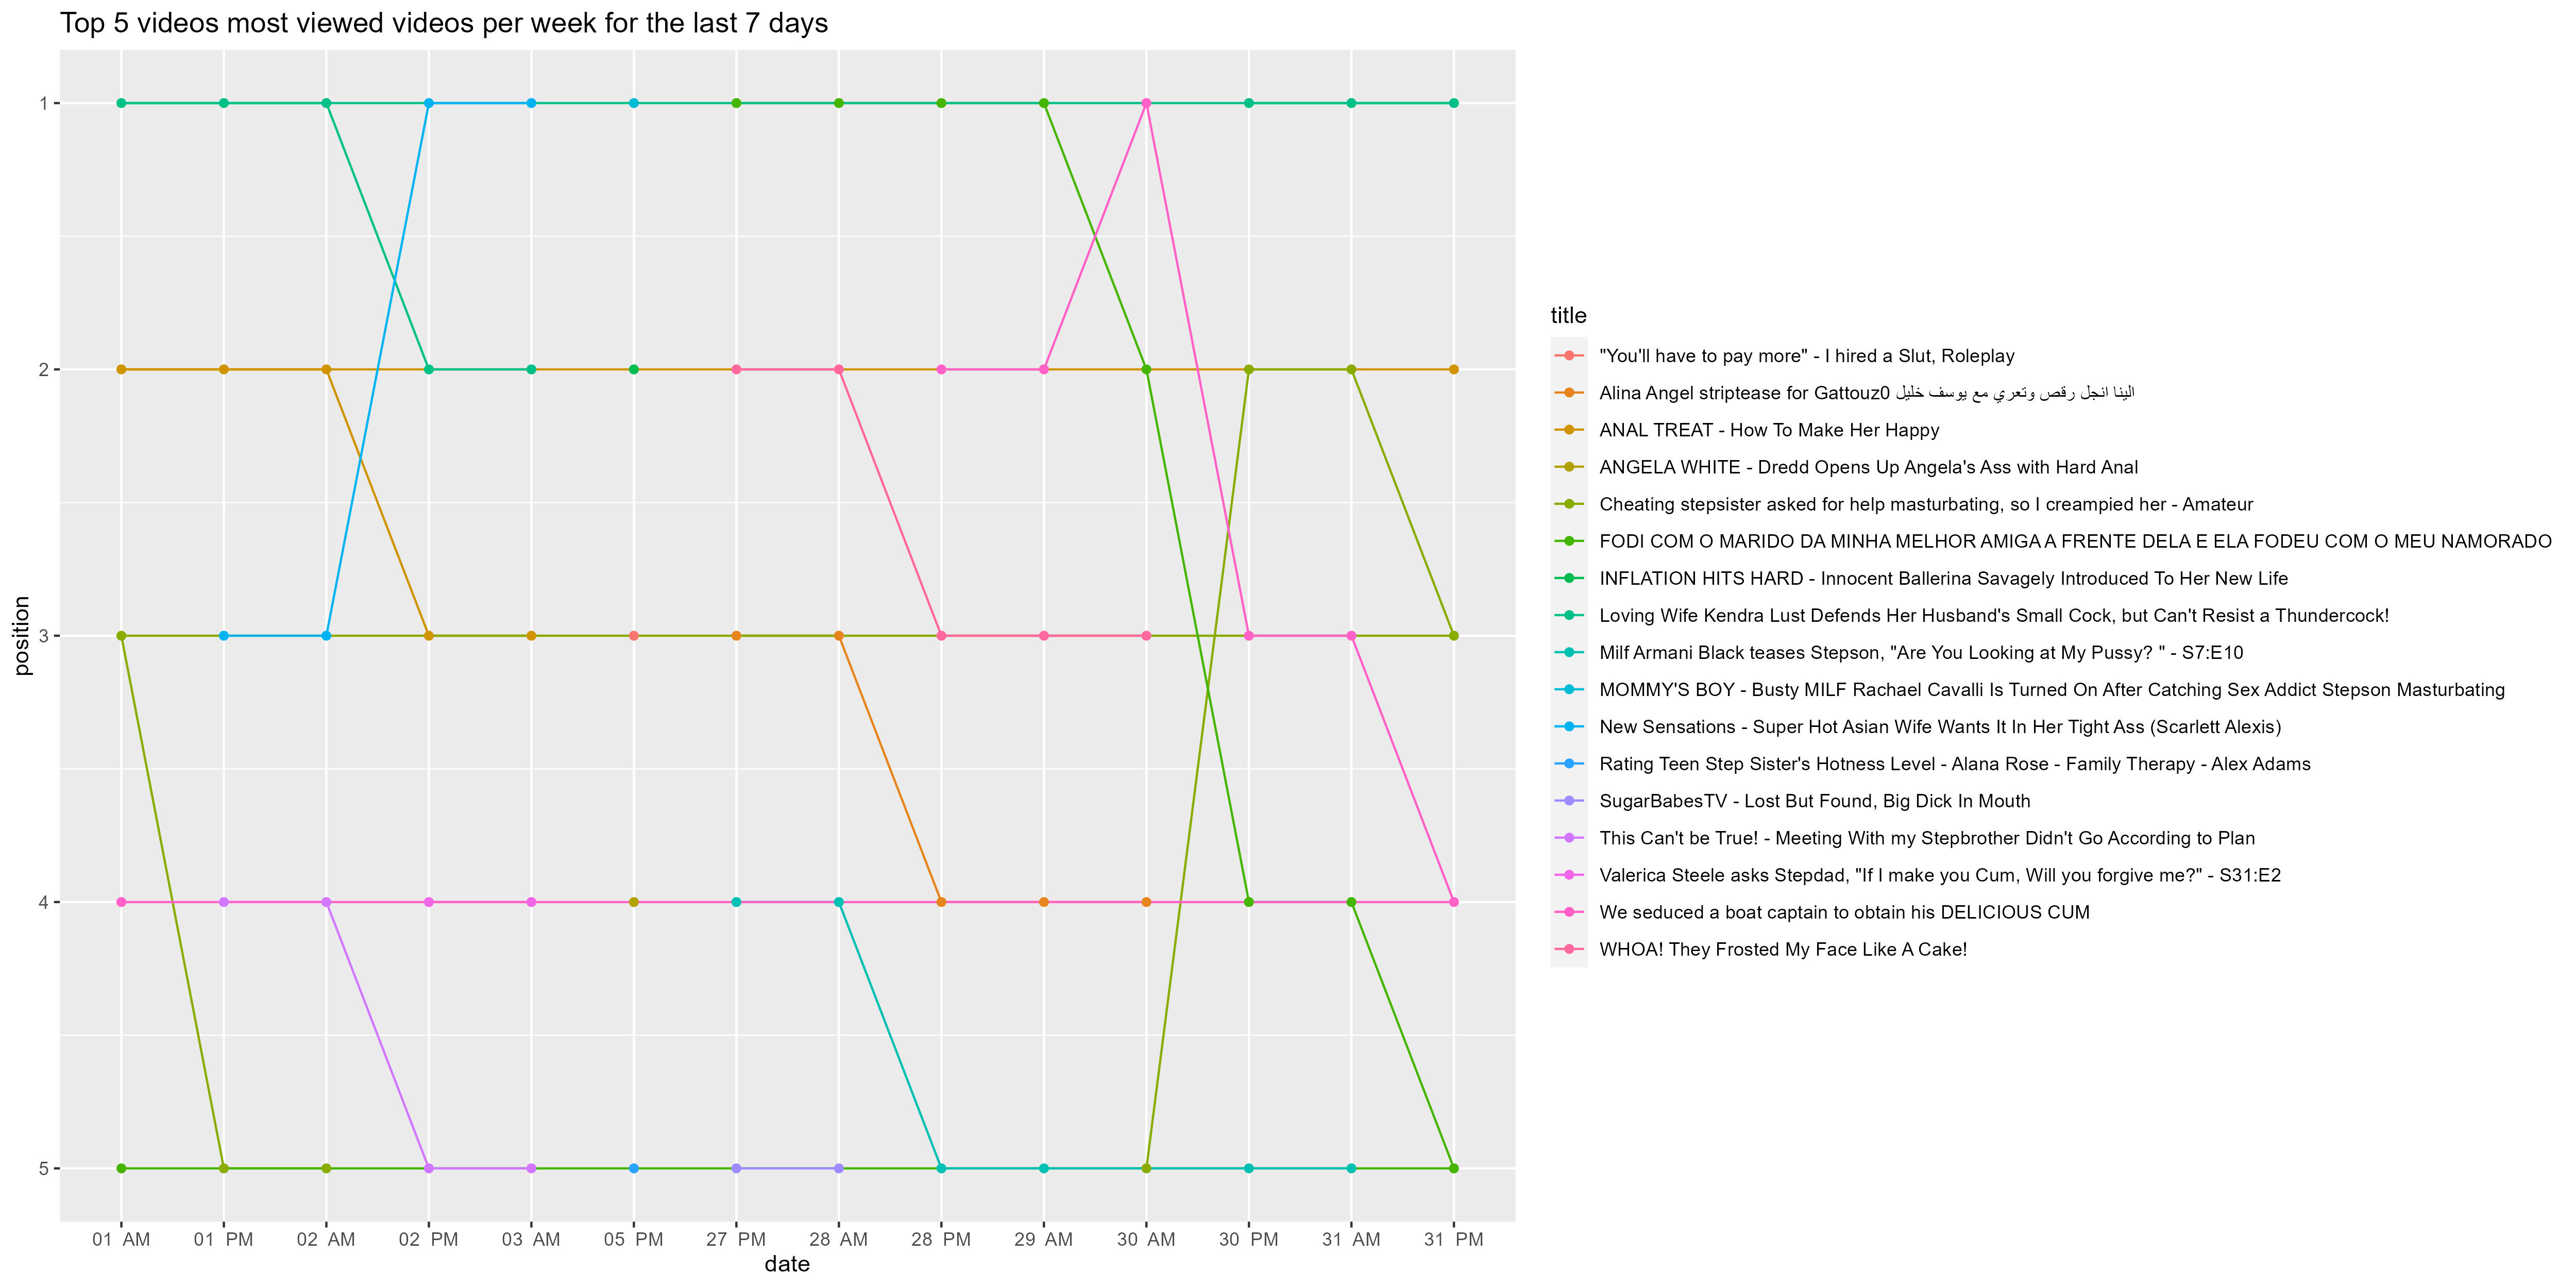 Top 5 videos most viewed videos per week for the last 7 days
position
1
2
3
4
5
01 AM
01 PM
02 AM
02 PM
03 AM
05 PM
27 PM
28 AM
28 PM
29 AM
30 AM
30 PM
31 AM
31 PM
date
title
"You'll have to pay more" - I hired a Slut, Roleplay
Alina Angel striptease for Gattouz0 الينا انجل رقص وتعري مع يوسف خليل
ANAL TREAT - How To Make Her Happy
ANGELA WHITE - Dredd Opens Up Angela's Ass with Hard Anal
Cheating stepsister asked for help masturbating, so I creampied her - Amateur
FODI COM O MARIDO DA MINHA MELHOR AMIGA A FRENTE DELA E ELA FODEU COM O MEU NAMORADO
INFLATION HITS HARD - Innocent Ballerina Savagely Introduced To Her New Life
Loving Wife Kendra Lust Defends Her Husband's Small Cock, but Can't Resist a Thundercock!
Milf Armani Black teases Stepson, "Are You Looking at My Pussy? " - S7:E10
MOMMY'S BOY - Busty MILF Rachael Cavalli Is Turned On After Catching Sex Addict Stepson Masturbating
New Sensations - Super Hot Asian Wife Wants It In Her Tight Ass (Scarlett Alexis)
Rating Teen Step Sister's Hotness Level - Alana Rose - Family Therapy - Alex Adams
SugarBabesTV - Lost But Found, Big Dick In Mouth
This Can't be True! - Meeting With my Stepbrother Didn't Go According to Plan
Valerica Steele asks Stepdad, "If I make you Cum, Will you forgive me?" - S31:E2
We seduced a boat captain to obtain his DELICIOUS CUM
WHOA! They Frosted My Face Like A Cake!